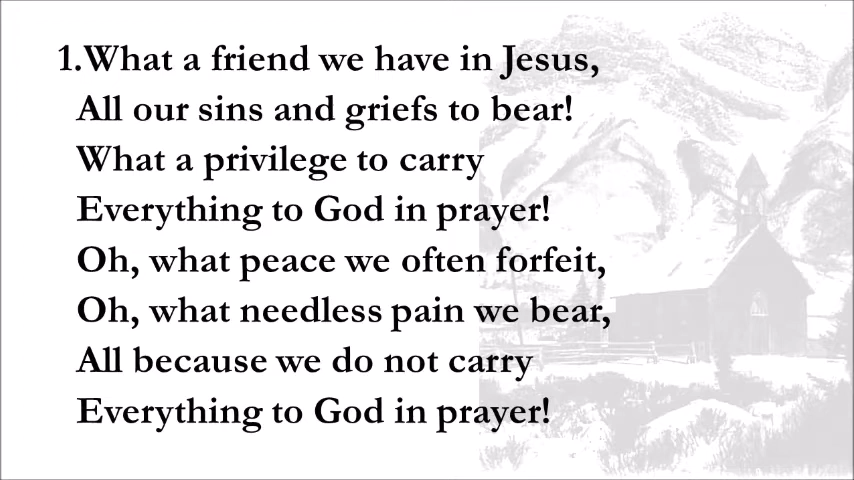 1.What a friend we have in Jesus,
All our sins and griefs to bear!
What a privilege to carry
Everything to God in prayer!
Oh, what peace we often forfeit,
Oh, what needless pain we bear,
All because we do not carry
Everything to God in prayer!